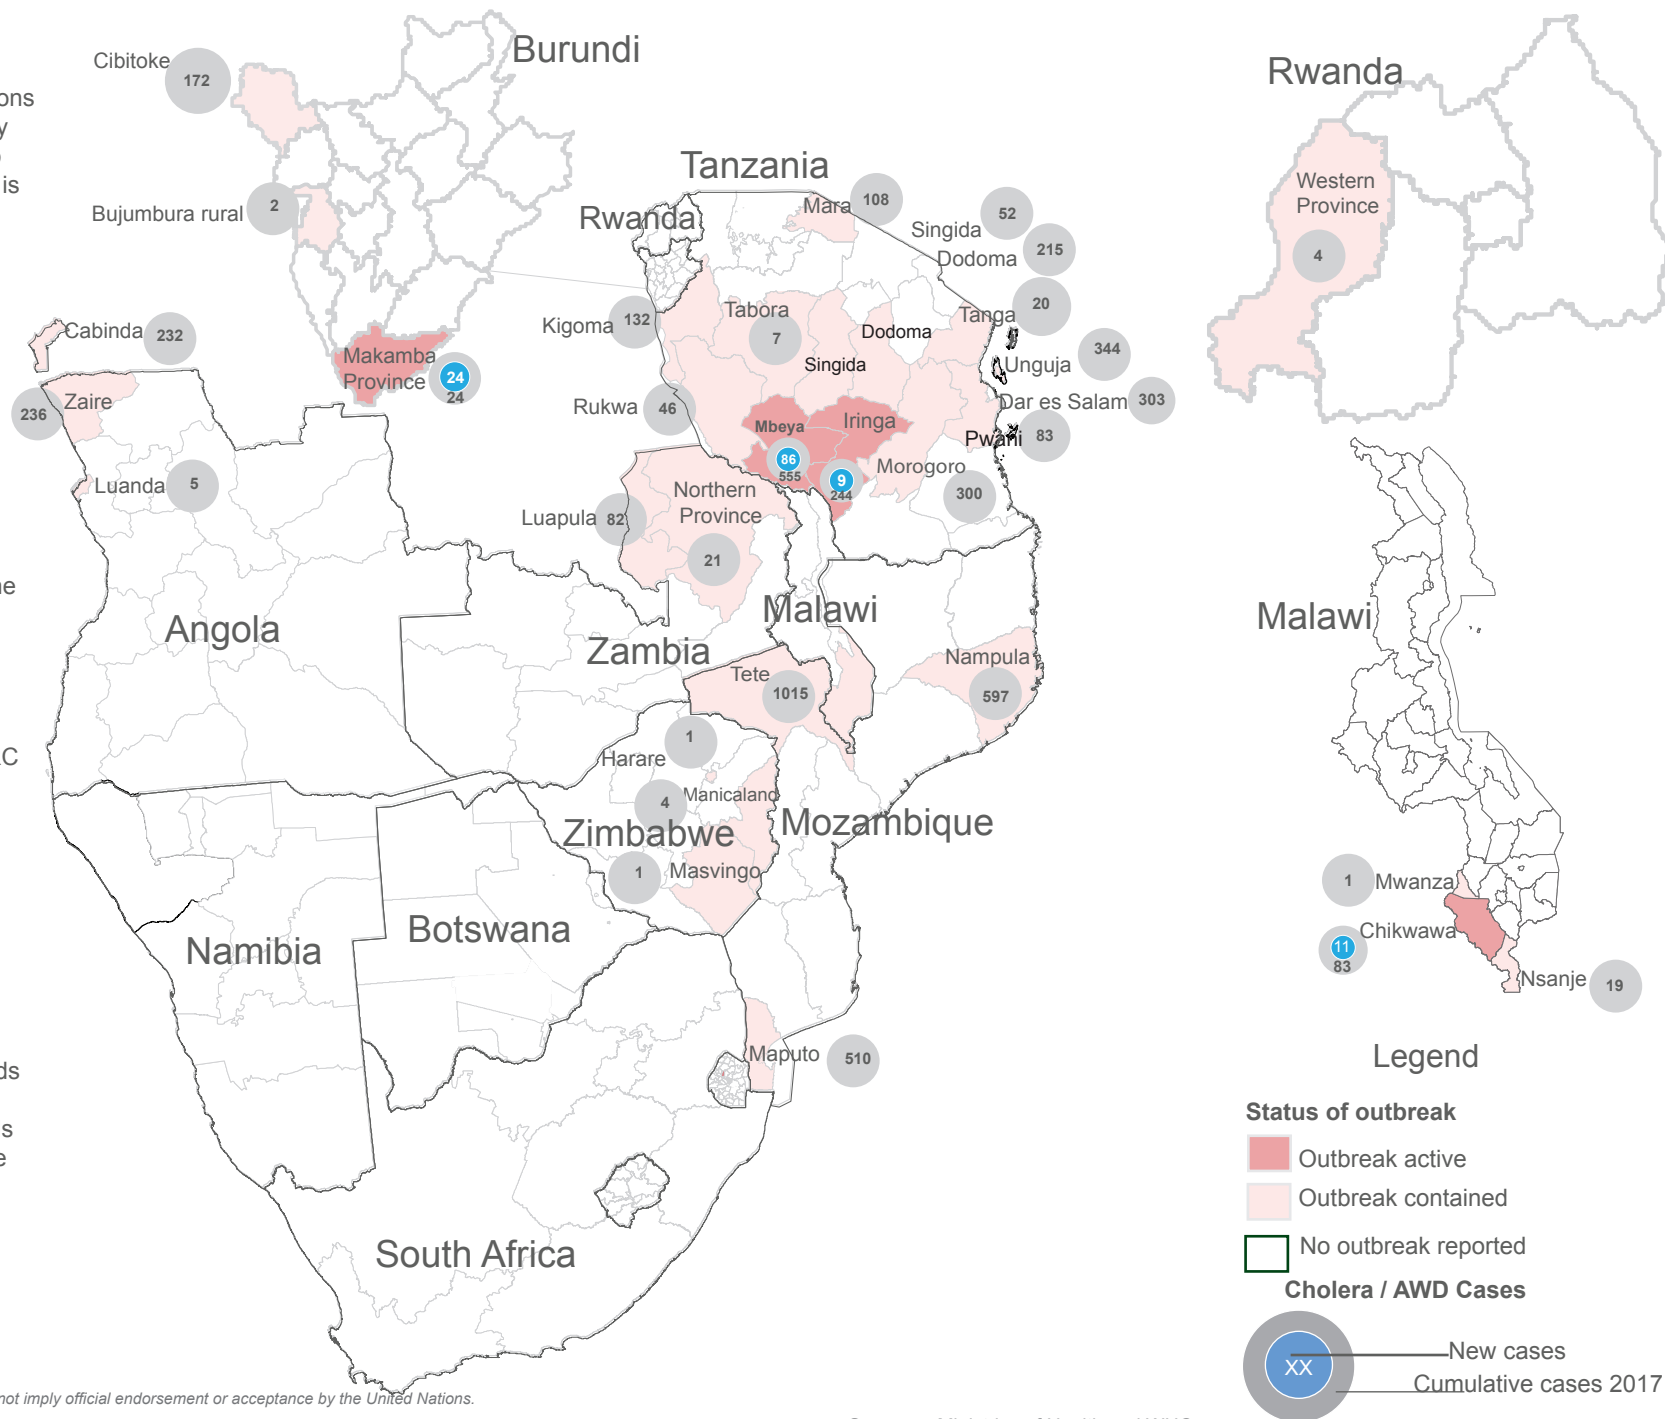 Burundi
Cibitoke
172
Rwanda
ons
y
is
Tanzania
Western
Province
4
Bujumbura rural
2
Rwanda
Mara
108
Singida
52
Dodoma
215
Cabinda
232
Kigoma
132
Tabora
7
Dodoma
Singida
Tanga
20
Unguja
344
Makamba
Province
24
24
Zaire
236
Rukwa
46
Mbeya
86
555
Iringa
9
244
Dar es Salam
303
Pwani
83
Morogoro
300
Luanda
5
Luapula
82
Northern
Province
21
ne
Angola
Malawi
Malawi
Zambia
Tete
1015
Nampula
597
Harare
1
C
Manicaland
4
Zimbabwe
Mozambique
Masvingo
1
1
Mwanza
Chikwawa
11
83
Nsanje
19
Namibia
Botswana
Maputo
510
ds
s
e
South Africa
Legend
Status of outbreak
Outbreak active
Outbreak contained
No outbreak reported
Cholera / AWD Cases
XX
New cases
Cumulative cases 2017
not imply official endorsement or acceptance by the United Nations.